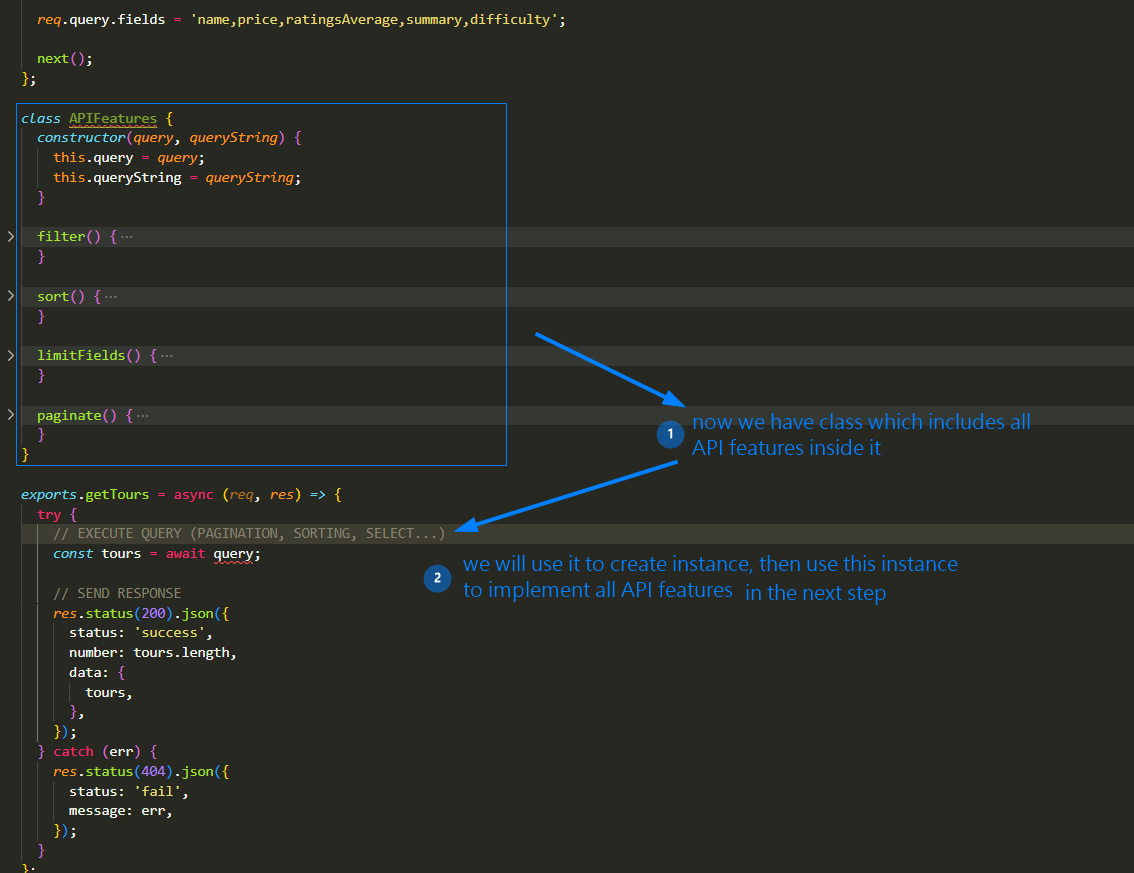 req.query.fields = 'name,price,ratingsAverage,summary,difficulty';
next();
};
class APIFeatures {
constructor(query, queryString) {
this.query = query;
this.queryString = queryString;
}
filter() {···
}
sort() {···
}
limitFields() {···
}
paginate() {···
}
}
1 now we have class which includes all
API features inside it
exports.getTours = async (req, res) => {
try {
// EXECUTE QUERY (PAGINATION, SORTING, SELECT...)
const tours = await query;
2 we will use it to create instance, then use this instance
to implement all API features in the next step
// SEND RESPONSE
res.status(200).json({
status: 'success',
number: tours.length,
data: {
tours,
},
});
} catch (err) {
res.status(404).json({
status: 'fail',
message: err,
});
}
};